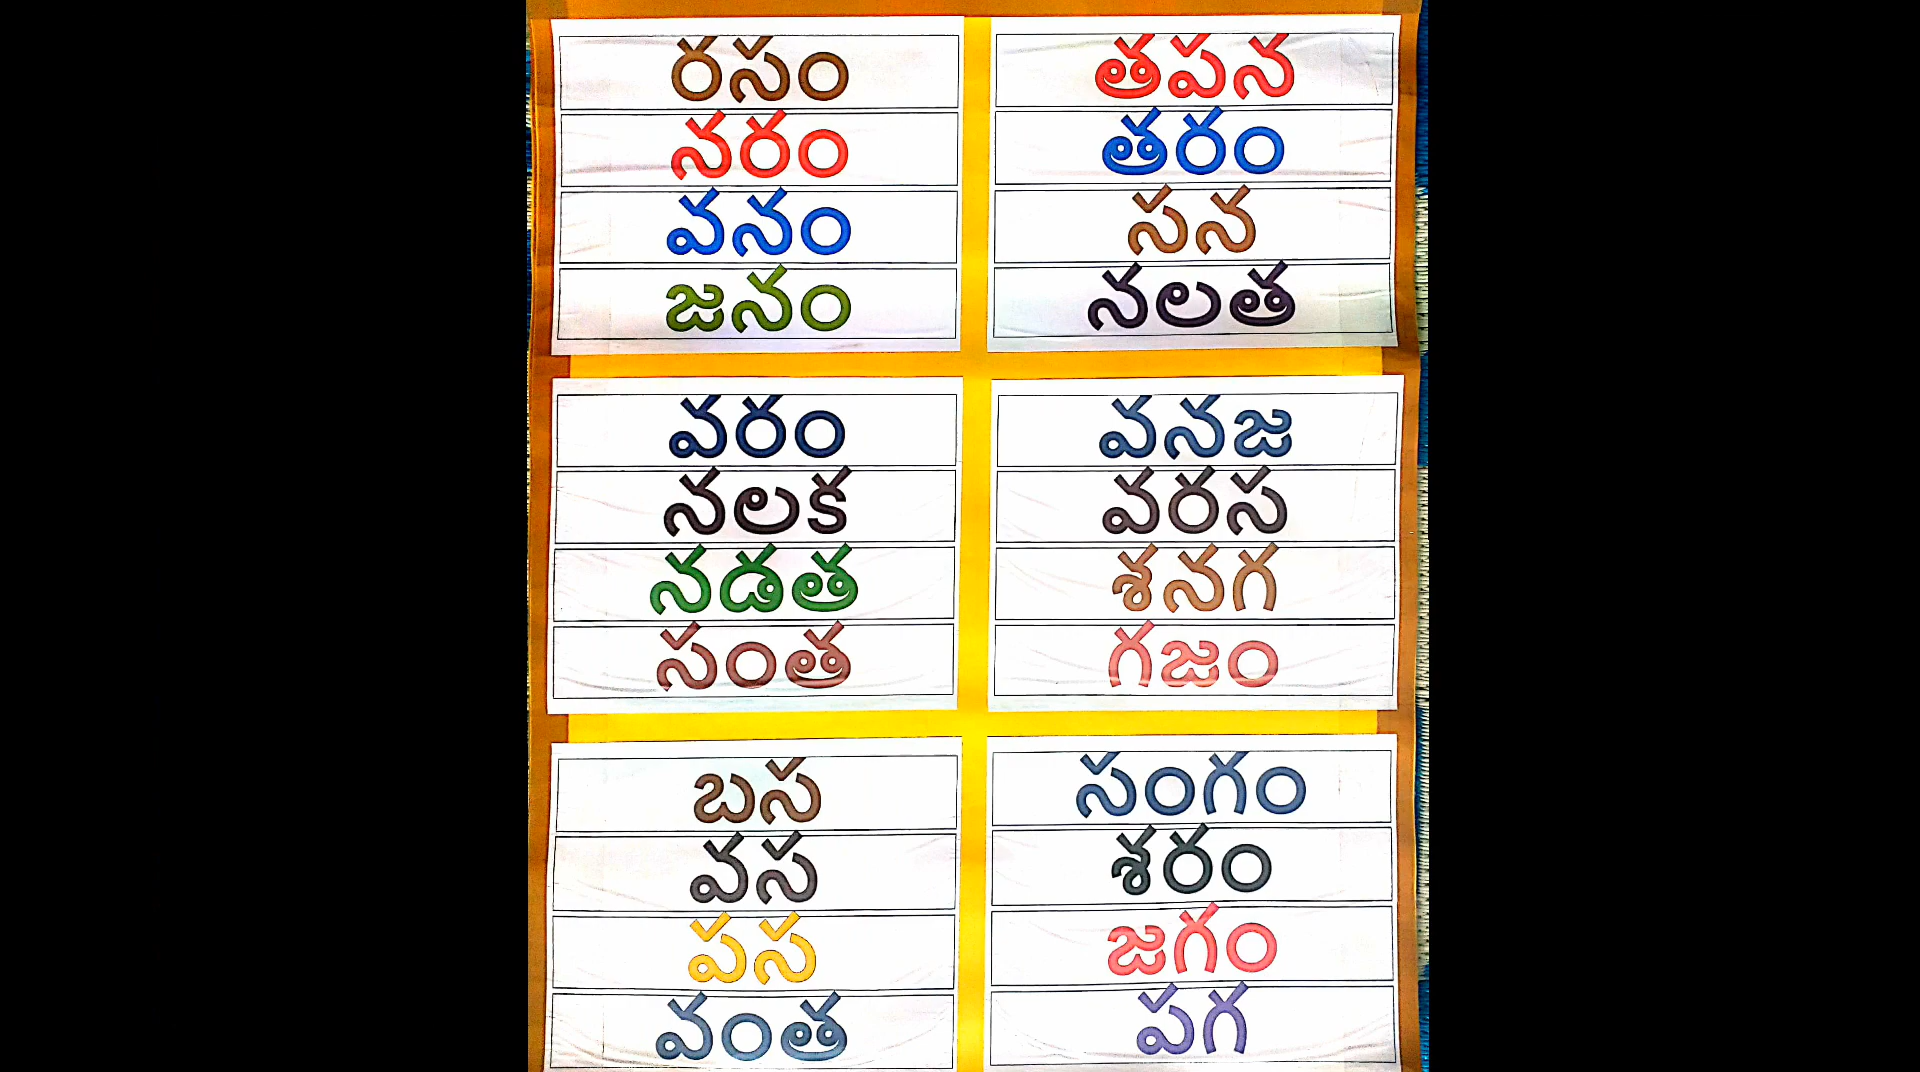 రసం
నరం
వనం
జనం
తపన
తరం
సన
నలత
వరం
నలక
నడత
సంత
వనజ
వరస
శనగ
గజం
బస
వస
పస
వంత
సంగం
శరం
జగం
పగ